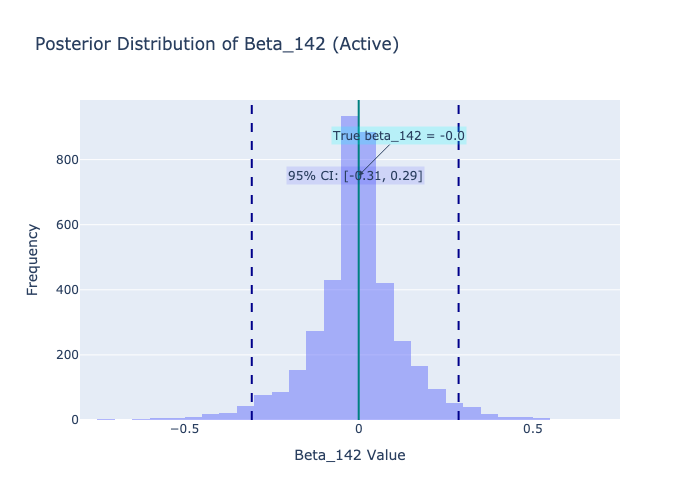 Posterior Distribution of Beta_142 (Active)
True beta_142 = -0.0
95% CI: [-0.31, 0.29]
800
600
400
200
0
Frequency
−0.5
0
0.5
Beta_142 Value